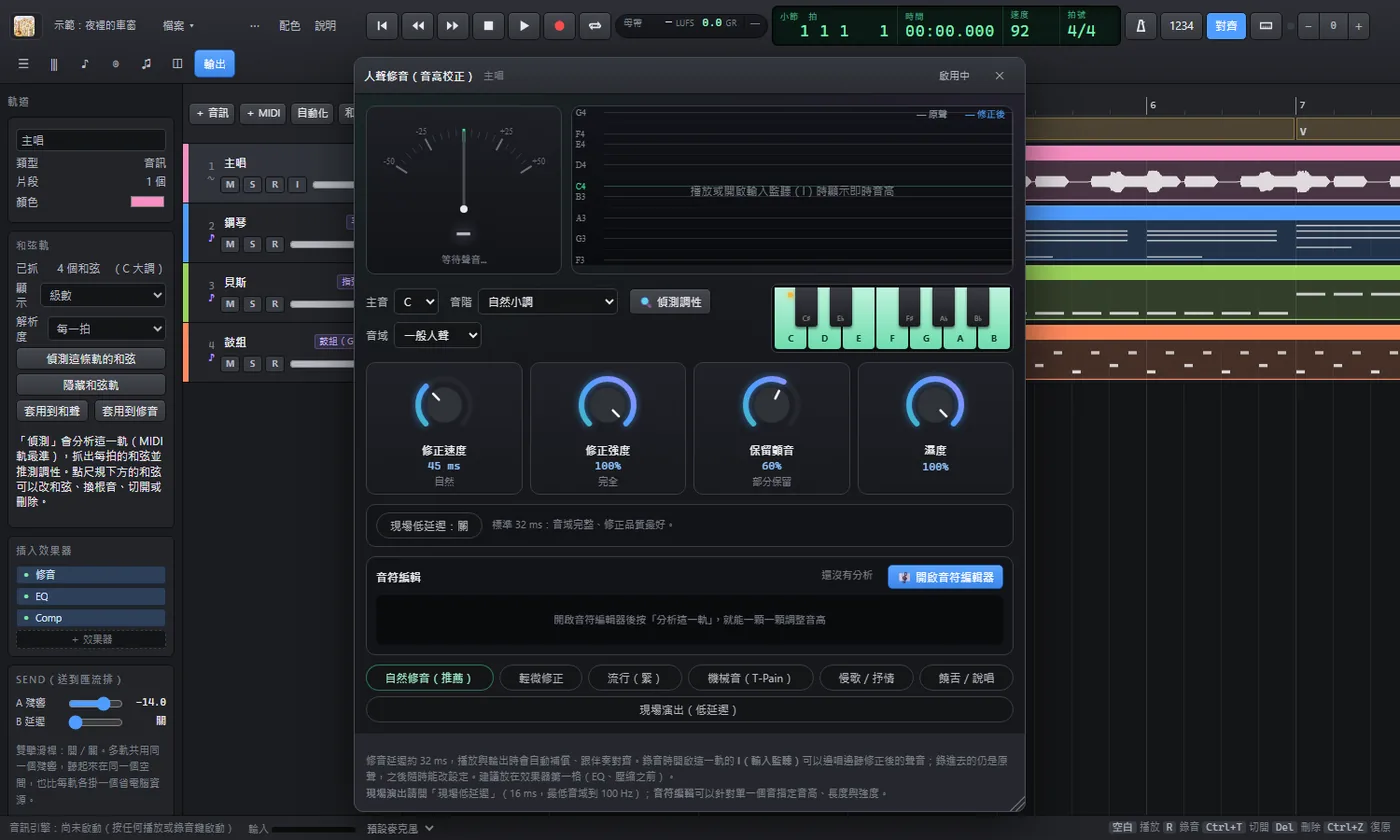 示範：夜裡的車窗
檔案 ▾
⋯
配色
說明
母帶 — LUFS 0.0 GR —
小節 拍
1 1 1 1
時間
00:00.000
速度
92
拍號
4/4
1234
對齊
− 0 +
輸出
軌道
主唱
類型 音訊
片段 1 個
顏色
和弦軌
已抓 4 個和弦 （C 大調）
顯示 級數
解析度 每一拍
偵測這條軌的和弦
隱藏和弦軌
套用到和聲 套用到修音
「偵測」會分析這一軌（MIDI
軌最準），抓出每拍的和弦並
推測調性。點尺規下方的和弦
可以改和弦、換根音、切開或
刪除。
插入效果器
修音
EQ
Comp
+ 效果器
SEND（送到匯流排）
A 殘響 −14.0
B 延遲 關
雙擊滑桿：開 / 關。多軌共用同
一個殘響，聽起來在同一個空
間，也比每軌各掛一個省電腦資
源。
+ 音訊 + MIDI 自動化 和
1 主唱
M S R I
2 鋼琴
M S R
3 貝斯 指
M S R
4 鼓組 鼓組（G
M S R
6 7
V
人聲修音（音高校正） 主唱
啟用中 ×
-50 -25 +25 +50
等待聲音…
G4
F4
E4
D4
C4
B3
A3
G3
F3
— 原聲 — 修正後
播放或開啟輸入監聽（I）時顯示即時音高
主音 C 音階 自然小調 偵測調性
音域 一般人聲
C# E♭ F# A♭ B♭
C D E F G A B
修正速度
45 ms
自然
修正強度
100%
完全
保留顫音
60%
部分保留
濕度
100%
現場低延遲：關 標準 32 ms：音域完整、修正品質最好。
音符編輯 還沒有分析 開啟音符編輯器
開啟音符編輯器後按「分析這一軌」，就能一顆一顆調整音高
自然修音（推薦） 輕微修正 流行（緊） 機械音（T-Pain） 慢歌 / 抒情 饒舌 / 說唱
現場演出（低延遲）
修音延遲約 32 ms，播放與輸出時會自動補償、跟伴奏對齊。錄音時開啟這一軌的 I（輸入監聽）可以邊唱邊聽修正後的聲音；錄進去的仍是原
聲，之後隨時能改設定。建議放在效果器第一格（EQ、壓縮之前）。
現場演出請開「現場低延遲」（16 ms，最低音域到 100 Hz）；音符編輯可以針對單一個音指定音高、長度與強度。
音訊引擎：尚未啟動（按任何播放或錄音鍵啟動） 輸入 預設麥克風
空白 播放 R 錄音 Ctrl+T 切開 Del 刪除 Ctrl+Z 復原